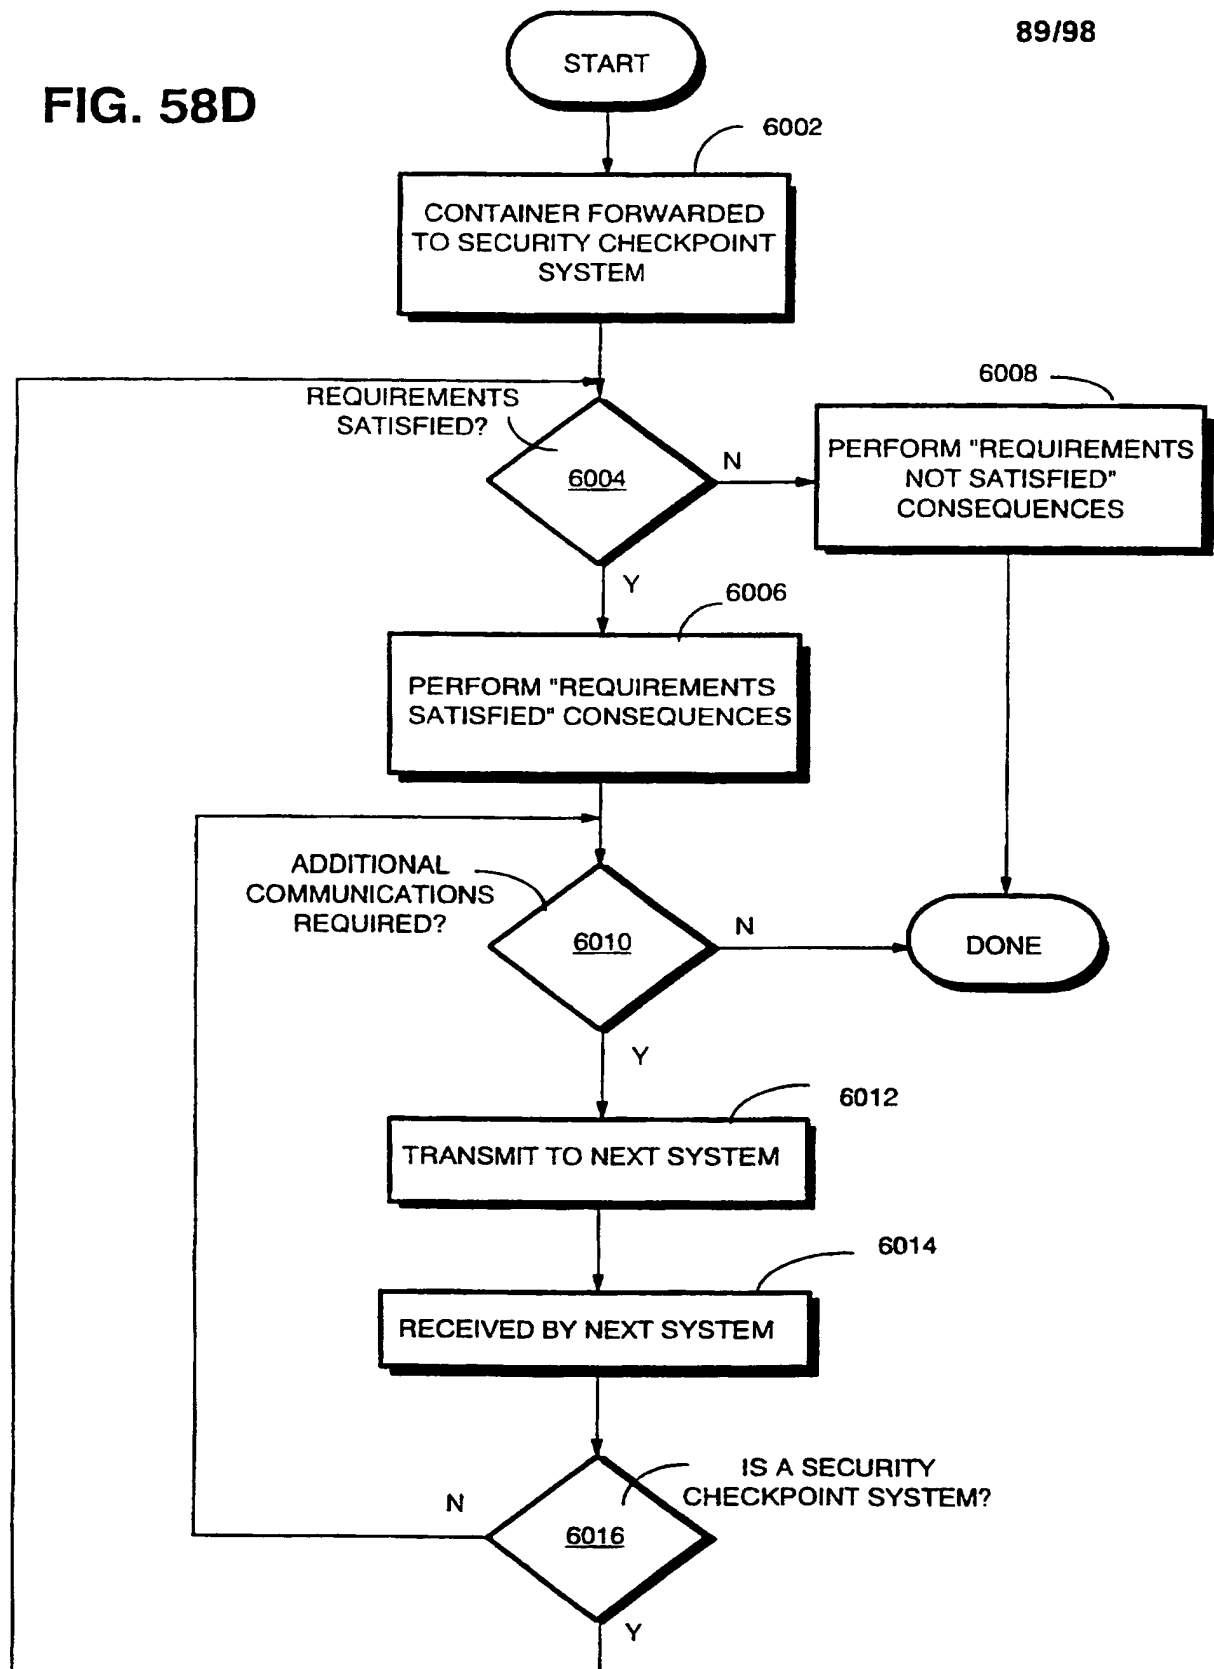 89/98
FIG. 58D
START
6002
CONTAINER FORWARDED
TO SECURITY CHECKPOINT
SYSTEM
REQUIREMENTS
SATISFIED?
6004
N
Y
6008
PERFORM "REQUIREMENTS
NOT SATISFIED"
CONSEQUENCES
6006
PERFORM "REQUIREMENTS
SATISFIED" CONSEQUENCES
ADDITIONAL
COMMUNICATIONS
REQUIRED?
6010
N
DONE
Y
6012
TRANSMIT TO NEXT SYSTEM
6014
RECEIVED BY NEXT SYSTEM
IS A SECURITY
CHECKPOINT SYSTEM?
N
6016
Y